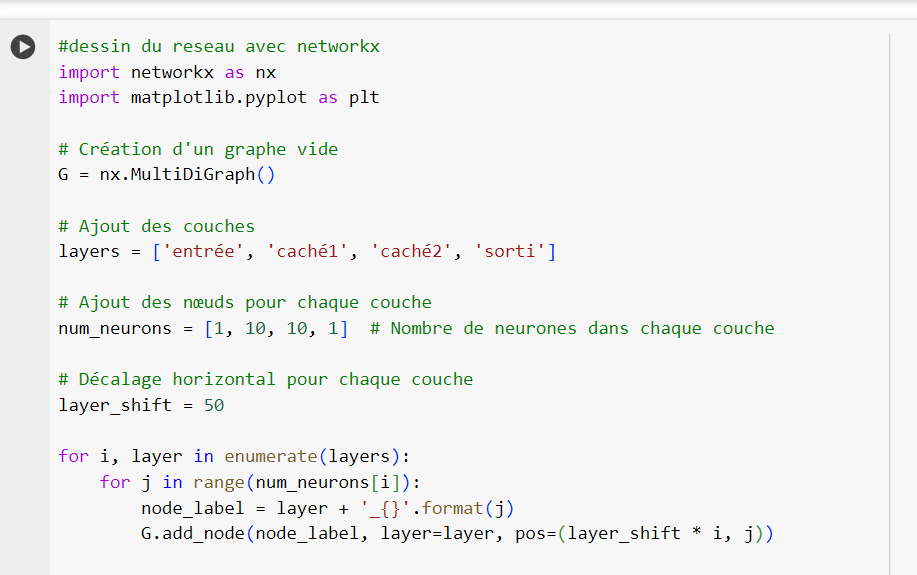 #dessin du reseau avec networkx
import networkx as nx
import matplotlib.pyplot as plt
# Création d'un graphe vide
G = nx.MultiDiGraph()
# Ajout des couches
layers = ['entrée', 'caché1', 'caché2', 'sorti']
# Ajout des nœuds pour chaque couche
num_neurons = [1, 10, 10, 1]  # Nombre de neurones dans chaque couche
# Décalage horizontal pour chaque couche
layer_shift = 50
for i, layer in enumerate(layers):
    for j in range(num_neurons[i]):
        node_label = layer + '_{}'.format(j)
        G.add_node(node_label, layer=layer, pos=(layer_shift * i, j))